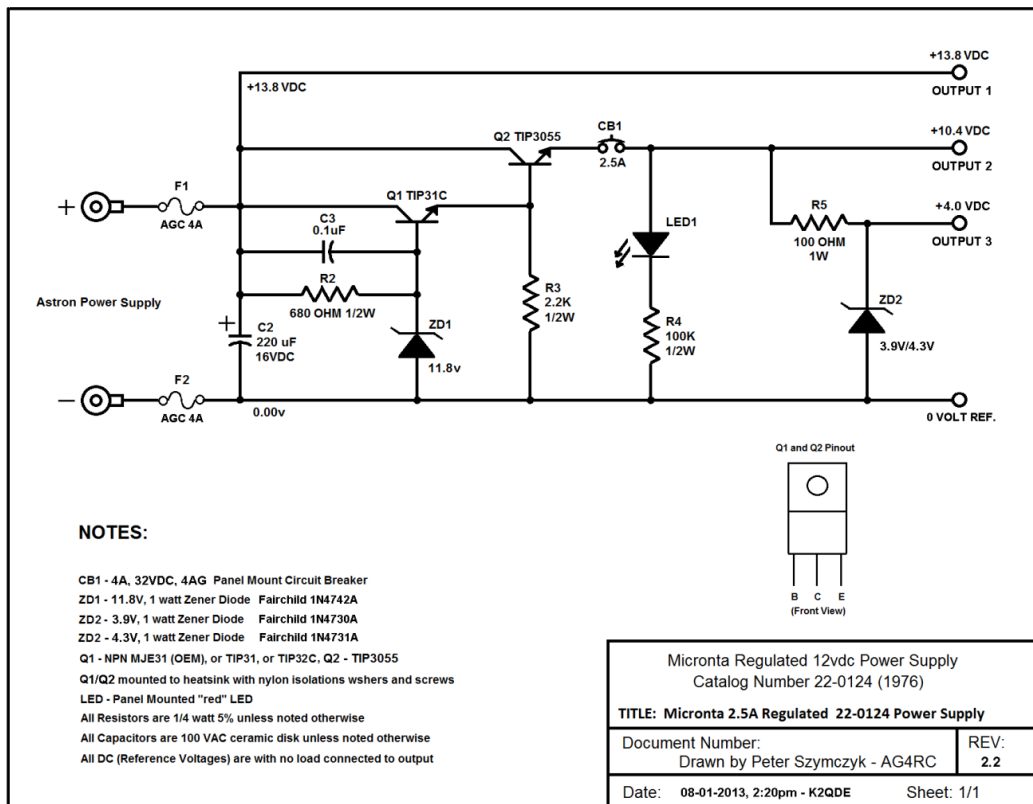 +13.8 VDC
+13.8 VDC
OUTPUT 1
Q2 TIP3055
CB1
2.5A
+10.4 VDC
OUTPUT 2
F1
+
AGC 4A
Q1 TIP31C
C3
0.1uF
LED1
R5
100 OHM
1W
+4.0 VDC
OUTPUT 3
Astron Power Supply
R2
680 OHM 1/2W
R3
2.2K
1/2W
ZD2
3.9V/4.3V
+
C2
220 uF
16VDC
ZD1
11.8v
R4
100K
1/2W
F2
−
AGC 4A
0.00v
0 VOLT REF.
Q1 and Q2 Pinout
B C E
(Front View)
NOTES:
CB1 - 4A, 32VDC, 4AG Panel Mount Circuit Breaker
ZD1 - 11.8V, 1 watt Zener Diode Fairchild 1N4742A
ZD2 - 3.9V, 1 watt Zener Diode Fairchild 1N4730A
ZD2 - 4.3V, 1 watt Zener Diode Fairchild 1N4731A
Q1 - NPN MJE31 (OEM), or TIP31, or TIP32C, Q2 - TIP3055
Q1/Q2 mounted to heatsink with nylon isolations wshers and screws
LED - Panel Mounted "red" LED
All Resistors are 1/4 watt 5% unless noted otherwise
All Capacitors are 100 VAC ceramic disk unless noted otherwise
All DC (Reference Voltages) are with no load connected to output
Micronta Regulated 12vdc Power Supply
Catalog Number 22-0124 (1976)
TITLE: Micronta 2.5A Regulated 22-0124 Power Supply
Document Number:
Drawn by Peter Szymczyk - AG4RC
REV:
2.2
Date: 08-01-2013, 2:20pm - K2QDE Sheet: 1/1